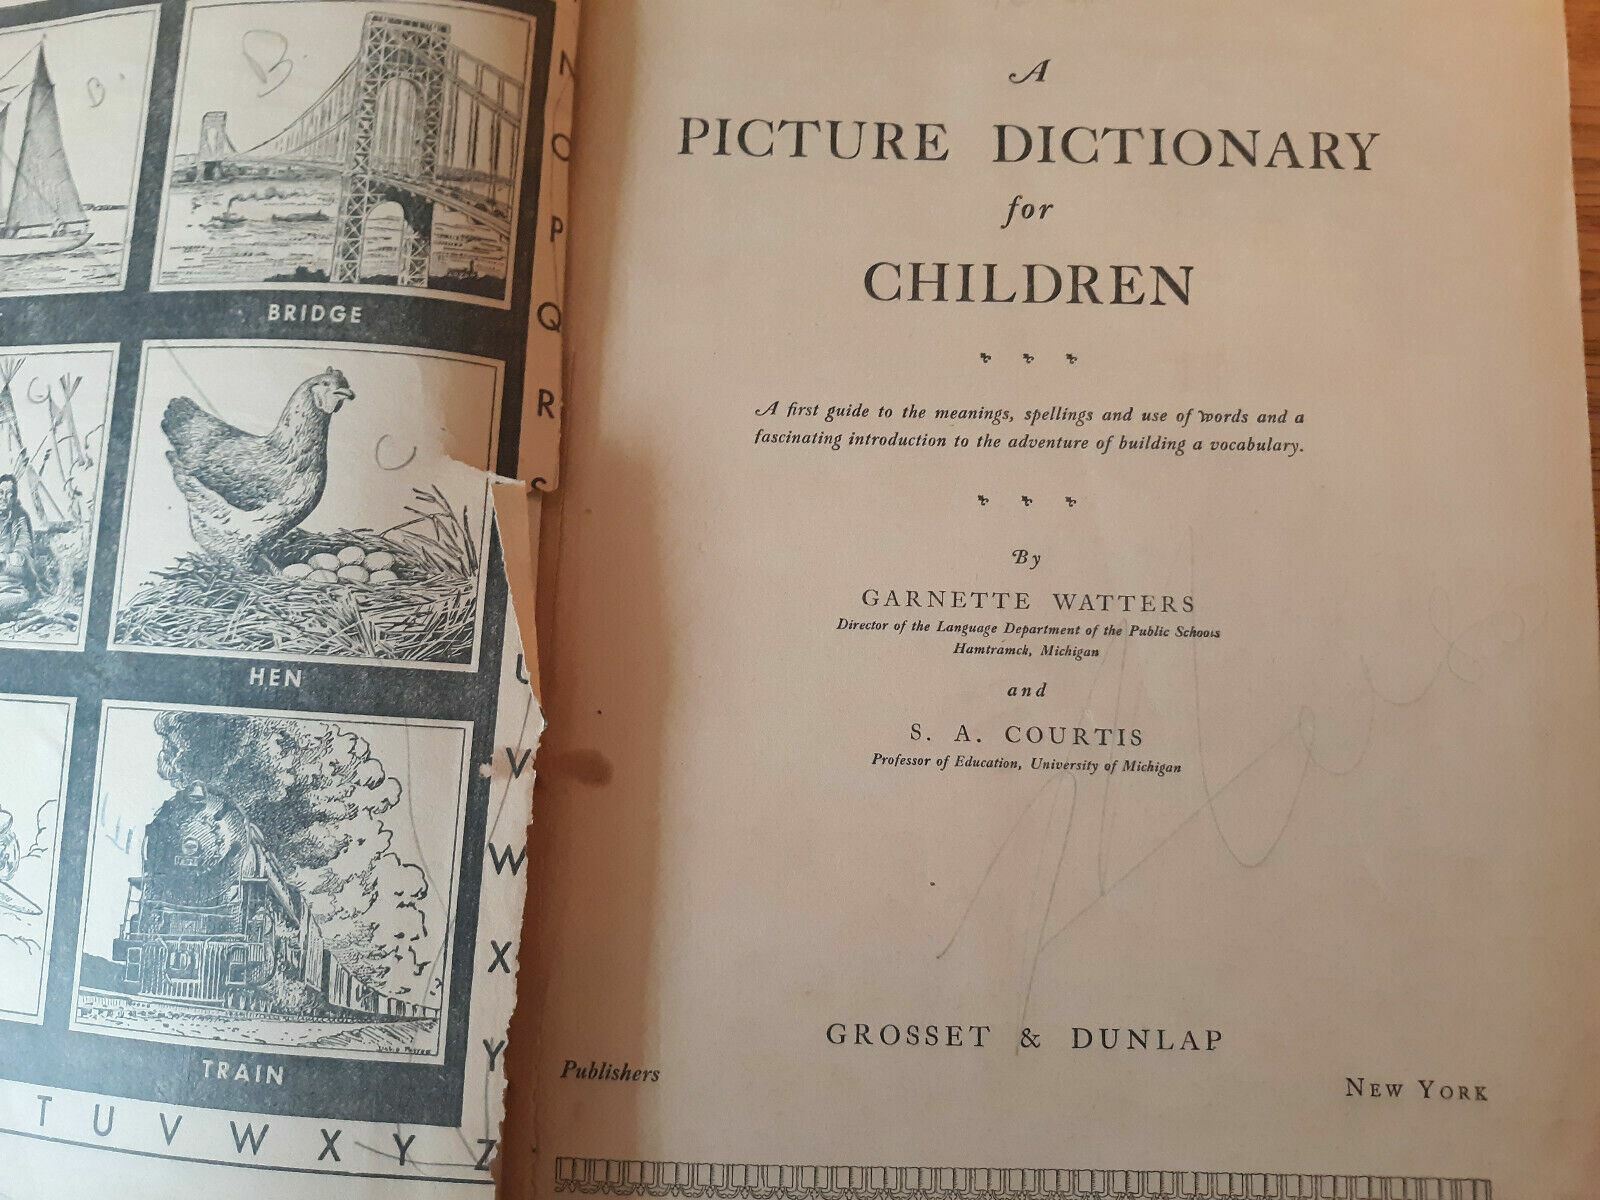 B.
B.
BRIDGE
C
C
HEN
TRAIN
N
O
P
Q
R
S
U
V
W
X
Y
T U V W X Y Z
A
PICTURE DICTIONARY
for
CHILDREN
A first guide to the meanings, spellings and use of words and a
fascinating introduction to the adventure of building a vocabulary.
By
GARNETTE WATTERS
Director of the Language Department of the Public Schools
Hamtramck, Michigan
and
S. A. COURTIS
Professor of Education, University of Michigan
GROSSET & DUNLAP
Publishers
NEW YORK